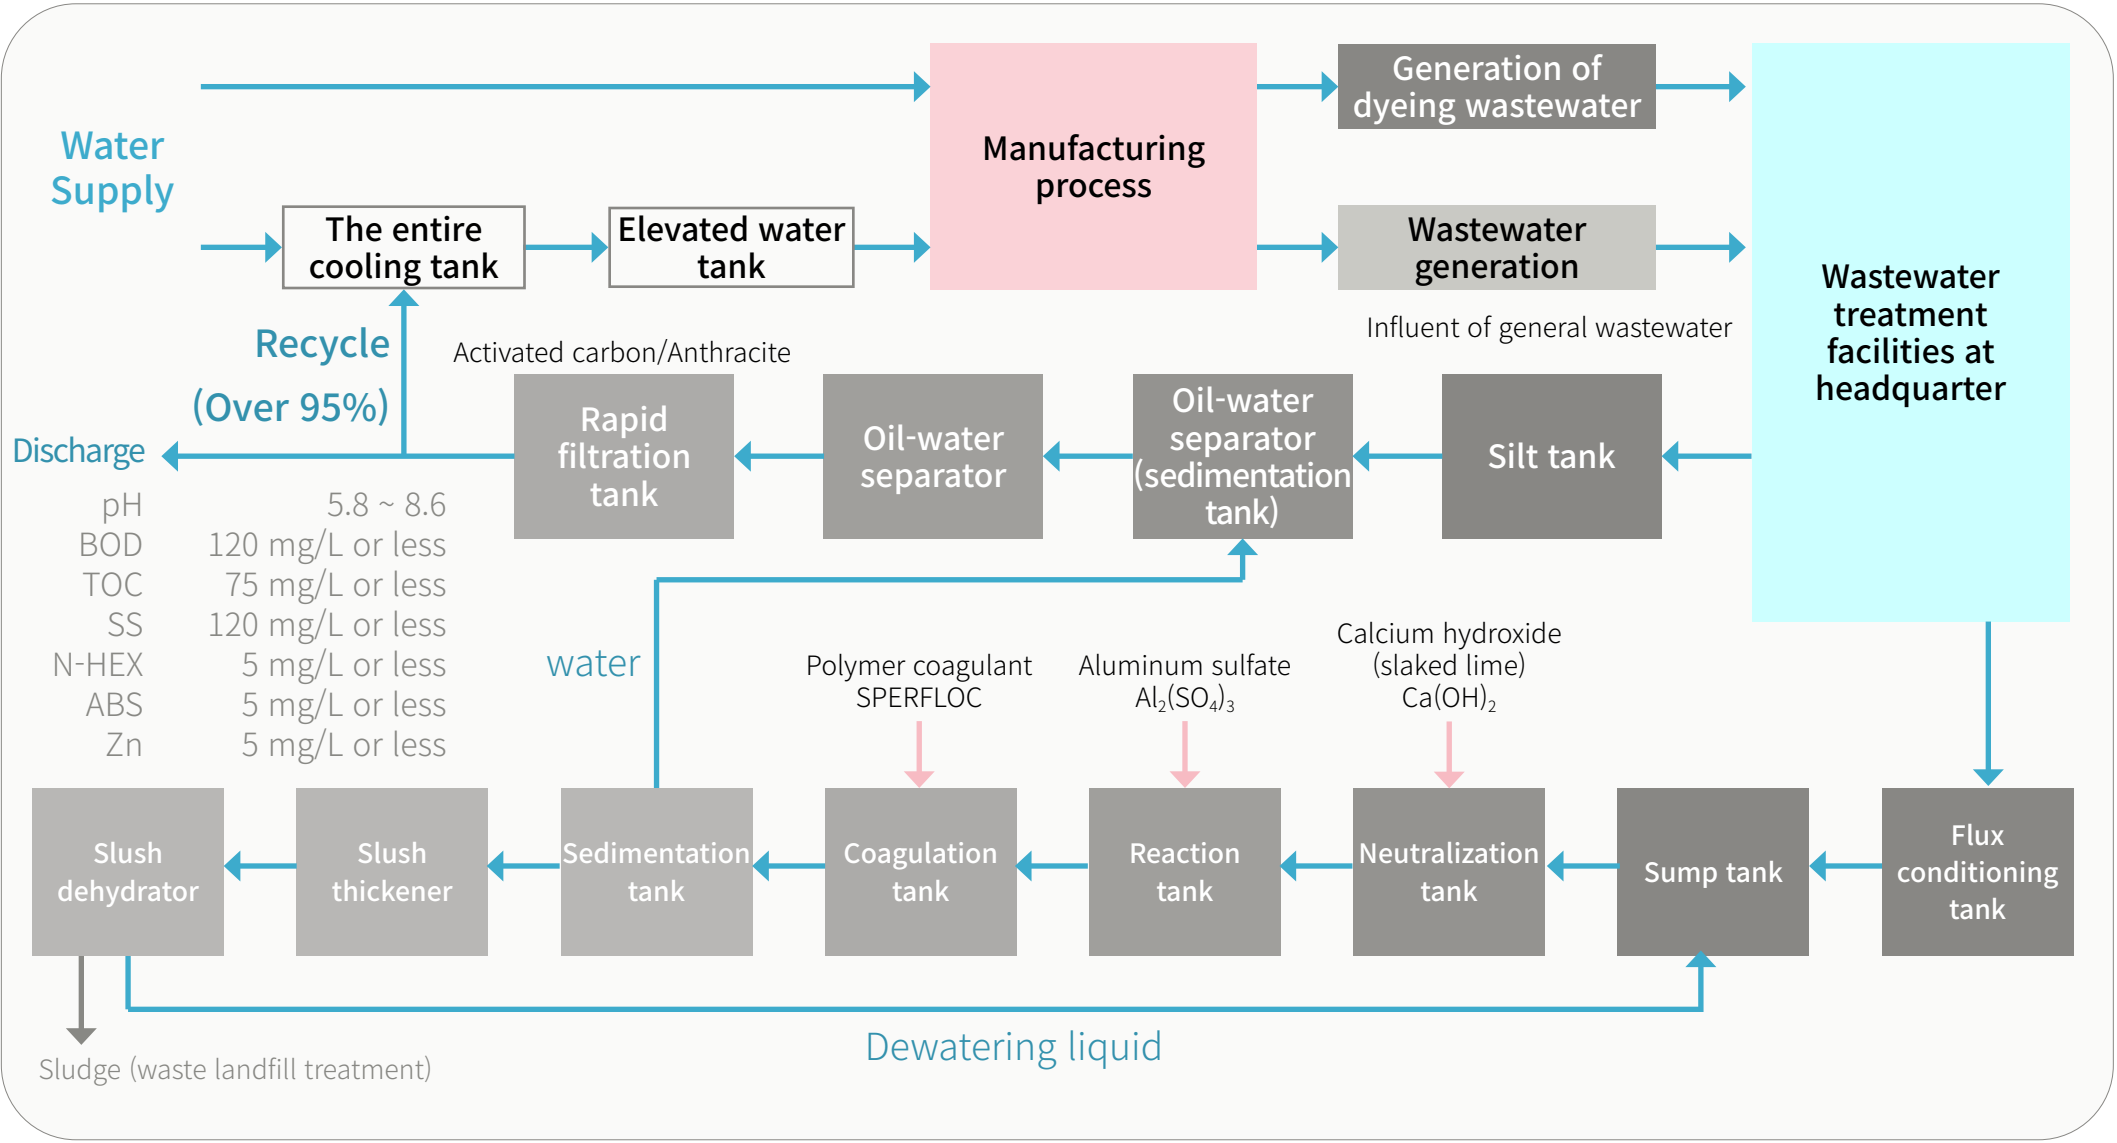 Generation of
dyeing wastewater
Water
Supply
Manufacturing
process
The entire
cooling tank
Elevated water
tank
Wastewater
generation
Wastewater
treatment
facilities at
headquarter
Influent of general wastewater
Recycle
(Over 95%)
Activated carbon/Anthracite
Discharge
Rapid
filtration
tank
Oil-water
separator
Oil-water
separator
(sedimentation
tank)
Silt tank
pH 5.8 ~ 8.6
BOD 120 mg/L or less
TOC 75 mg/L or less
SS 120 mg/L or less
N-HEX 5 mg/L or less
ABS 5 mg/L or less
Zn 5 mg/L or less
water
Polymer coagulant
SPERFLOC
Aluminum sulfate
Al₂(SO₄)₃
Calcium hydroxide
(slaked lime)
Ca(OH)₂
Slush
dehydrator
Slush
thickener
Sedimentation
tank
Coagulation
tank
Reaction
tank
Neutralization
tank
Sump tank
Flux
conditioning
tank
Dewatering liquid
Sludge (waste landfill treatment)